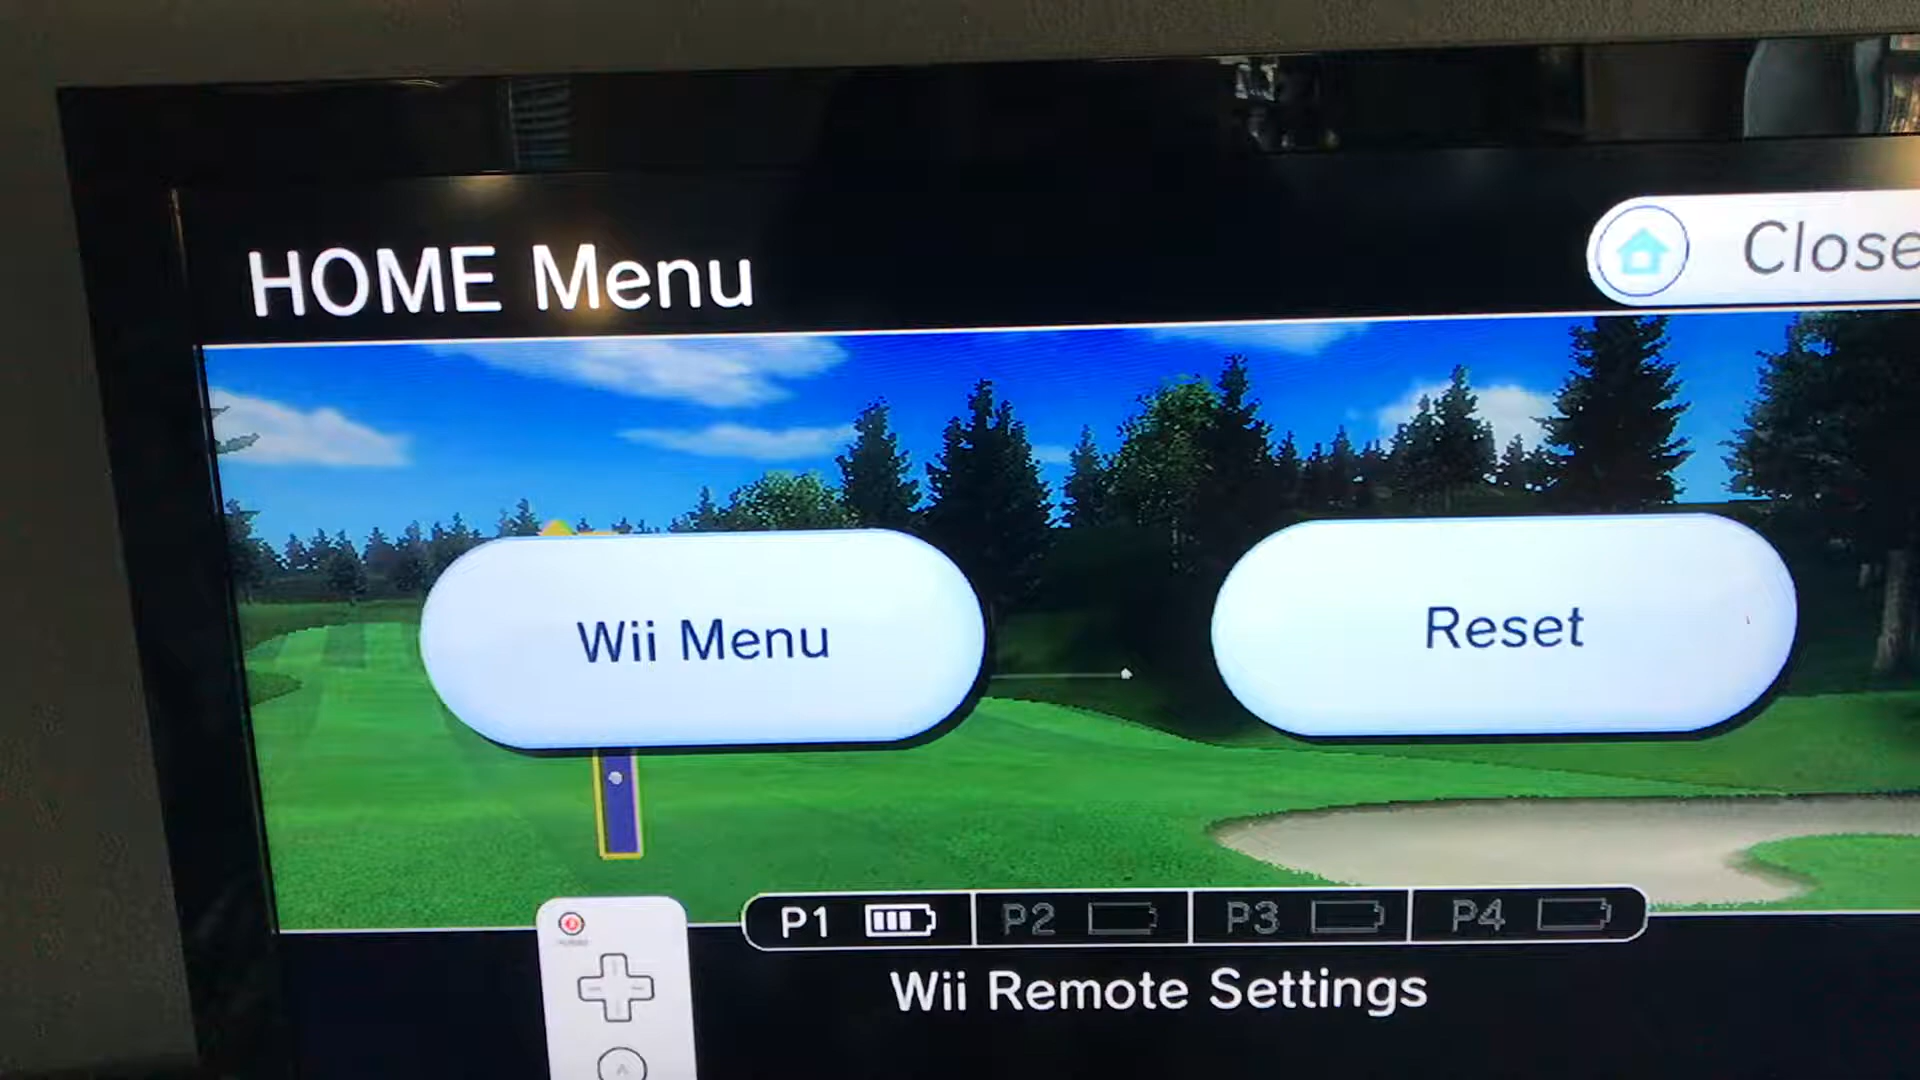 HOME Menu
Close
Wii Menu
Reset
P1 P2 P3 P4
Wii Remote Settings